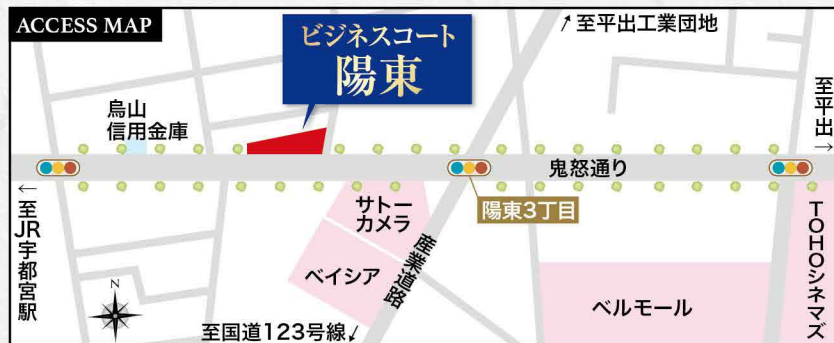 ACCESS MAP
ビジネスコート
陽東
↗至平出工業団地
至平出→
烏山
信用金庫
鬼怒通り
陽東3丁目
←至JR宇都宮駅
サトー
カメラ
ベイシア
産業道路
ベルモール
TOHOシネマズ
N
至国道123号線↙